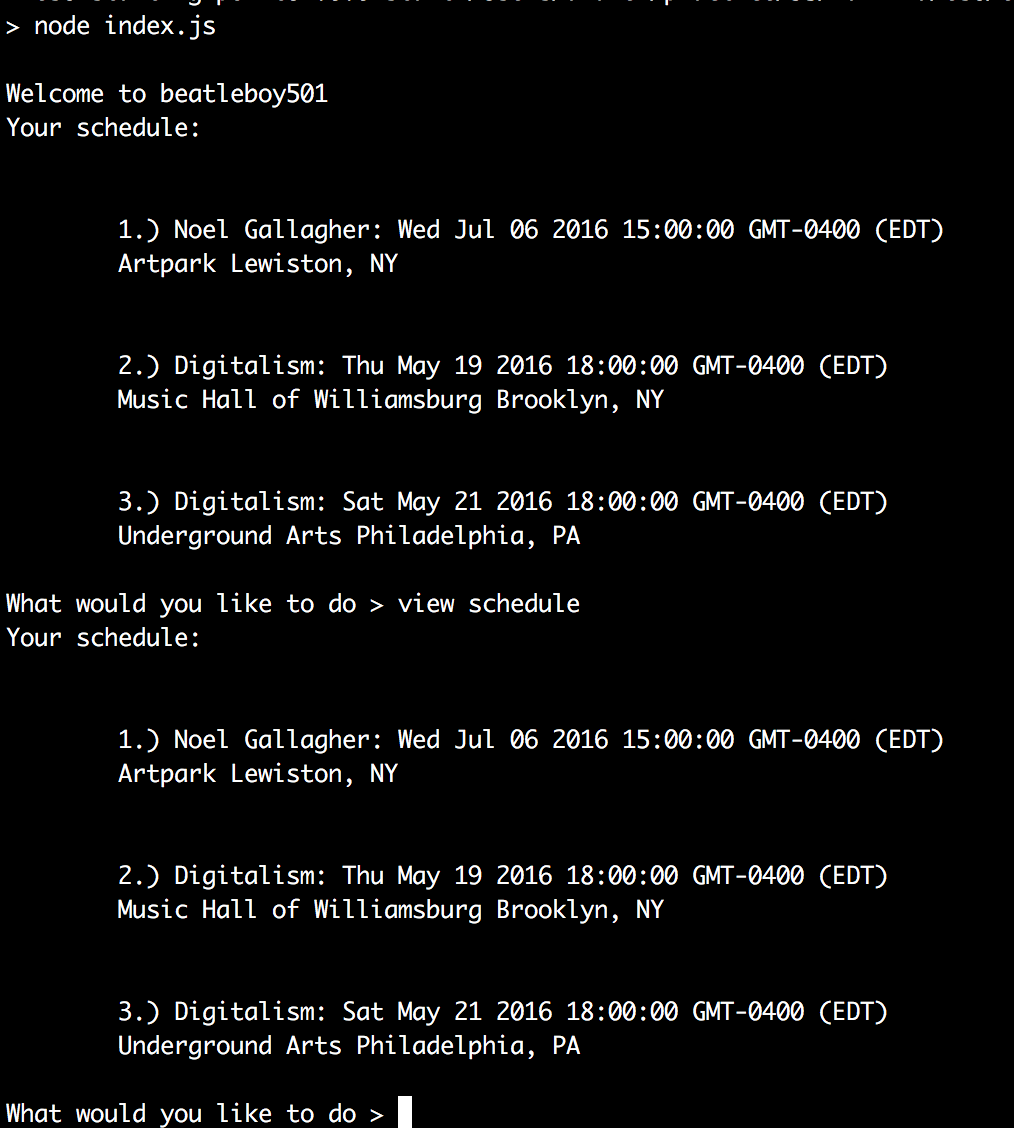 > node index.js
Welcome to beatleboy501
Your schedule:
1.) Noel Gallagher: Wed Jul 06 2016 15:00:00 GMT-0400 (EDT)
Artpark Lewiston, NY
2.) Digitalism: Thu May 19 2016 18:00:00 GMT-0400 (EDT)
Music Hall of Williamsburg Brooklyn, NY
3.) Digitalism: Sat May 21 2016 18:00:00 GMT-0400 (EDT)
Underground Arts Philadelphia, PA
What would you like to do > view schedule
Your schedule:
1.) Noel Gallagher: Wed Jul 06 2016 15:00:00 GMT-0400 (EDT)
Artpark Lewiston, NY
2.) Digitalism: Thu May 19 2016 18:00:00 GMT-0400 (EDT)
Music Hall of Williamsburg Brooklyn, NY
3.) Digitalism: Sat May 21 2016 18:00:00 GMT-0400 (EDT)
Underground Arts Philadelphia, PA
What would you like to do >